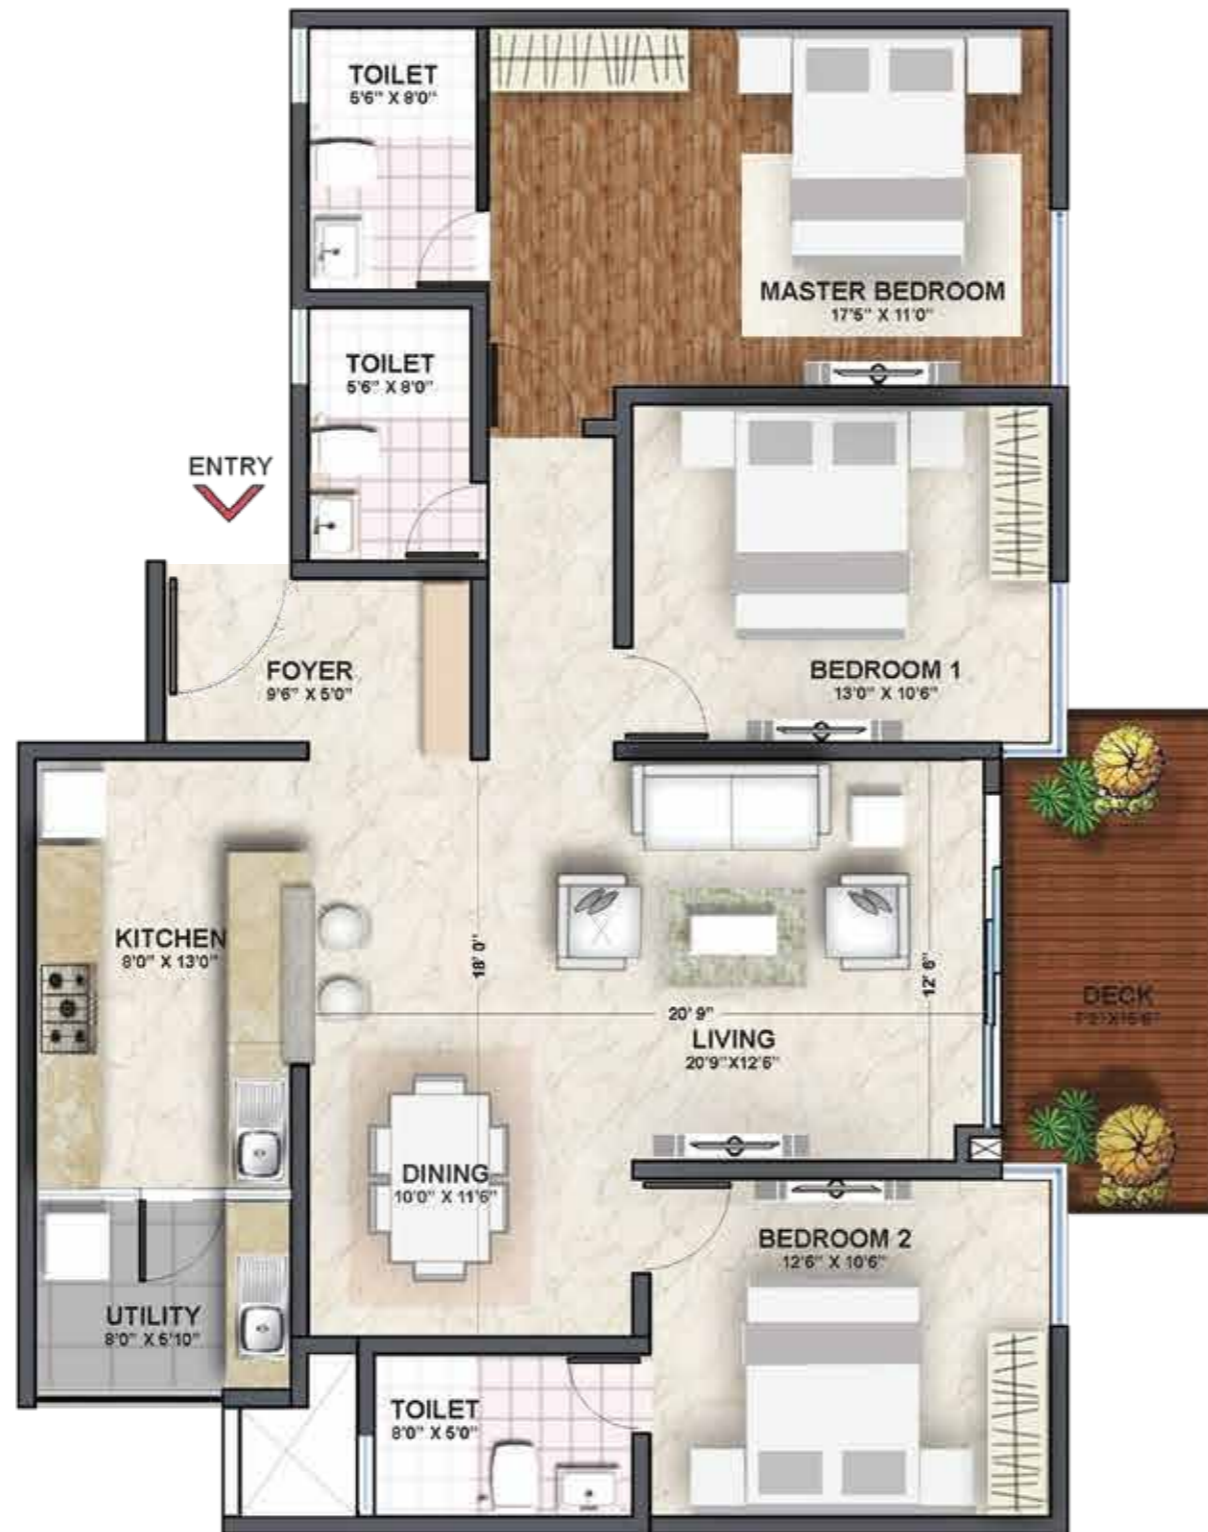 TOILET
5'6" X 8'0"
MASTER BEDROOM
17'5" X 11'0"
TOILET
5'6" X 8'0"
ENTRY
FOYER
9'6" X 5'0"
BEDROOM 1
13'0" X 10'6"
KITCHEN
8'0" X 13'0"
18' 0"
12' 6"
20' 9"
LIVING
20'9"X12'6"
DECK
DINING
10'0" X 11'6"
BEDROOM 2
12'6" X 10'6"
UTILITY
8'0" X 5'10"
TOILET
8'0" X 5'0"